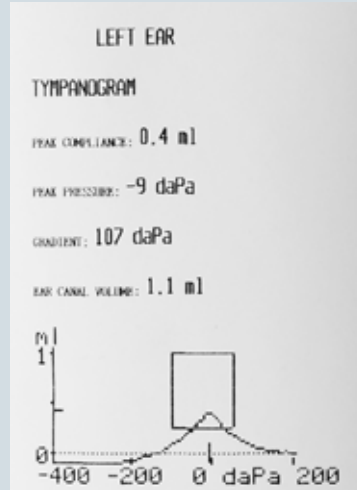 LEFT EAR
TYMPANOGRAM
PEAK COMPLIANCE: 0.4 ml
PEAK PRESSURE: -9 daPa
GRADIENT: 107 daPa
EAR CANAL VOLUME: 1.1 ml
ml
1
0
-400 -200 0 daPa 200